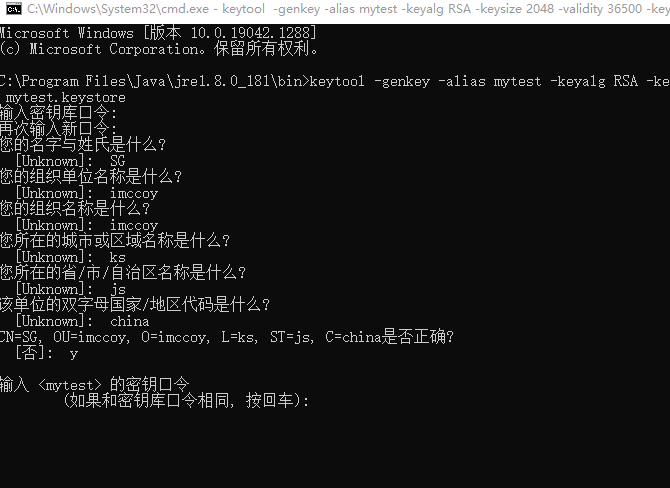 C:\Windows\System32\cmd.exe - keytool -genkey -alias mytest -keyalg RSA -keysize 2048 -validity 36500 -key
Microsoft Windows [版本 10.0.19042.1288]
(c) Microsoft Corporation。保留所有权利。
C:\Program Files\Java\jre1.8.0_181\bin>keytool -genkey -alias mytest -keyalg RSA -ke
mytest.keystore
输入密钥库口令:
再次输入新口令:
您的名字与姓氏是什么?
[Unknown]: SG
您的组织单位名称是什么?
[Unknown]: imccoy
您的组织名称是什么?
[Unknown]: imccoy
您所在的城市或区域名称是什么?
[Unknown]: ks
您所在的省/市/自治区名称是什么?
[Unknown]: js
该单位的双字母国家/地区代码是什么?
[Unknown]: china
CN=SG, OU=imccoy, O=imccoy, L=ks, ST=js, C=china是否正确?
[否]: y
输入 <mytest> 的密钥口令
(如果和密钥库口令相同, 按回车):